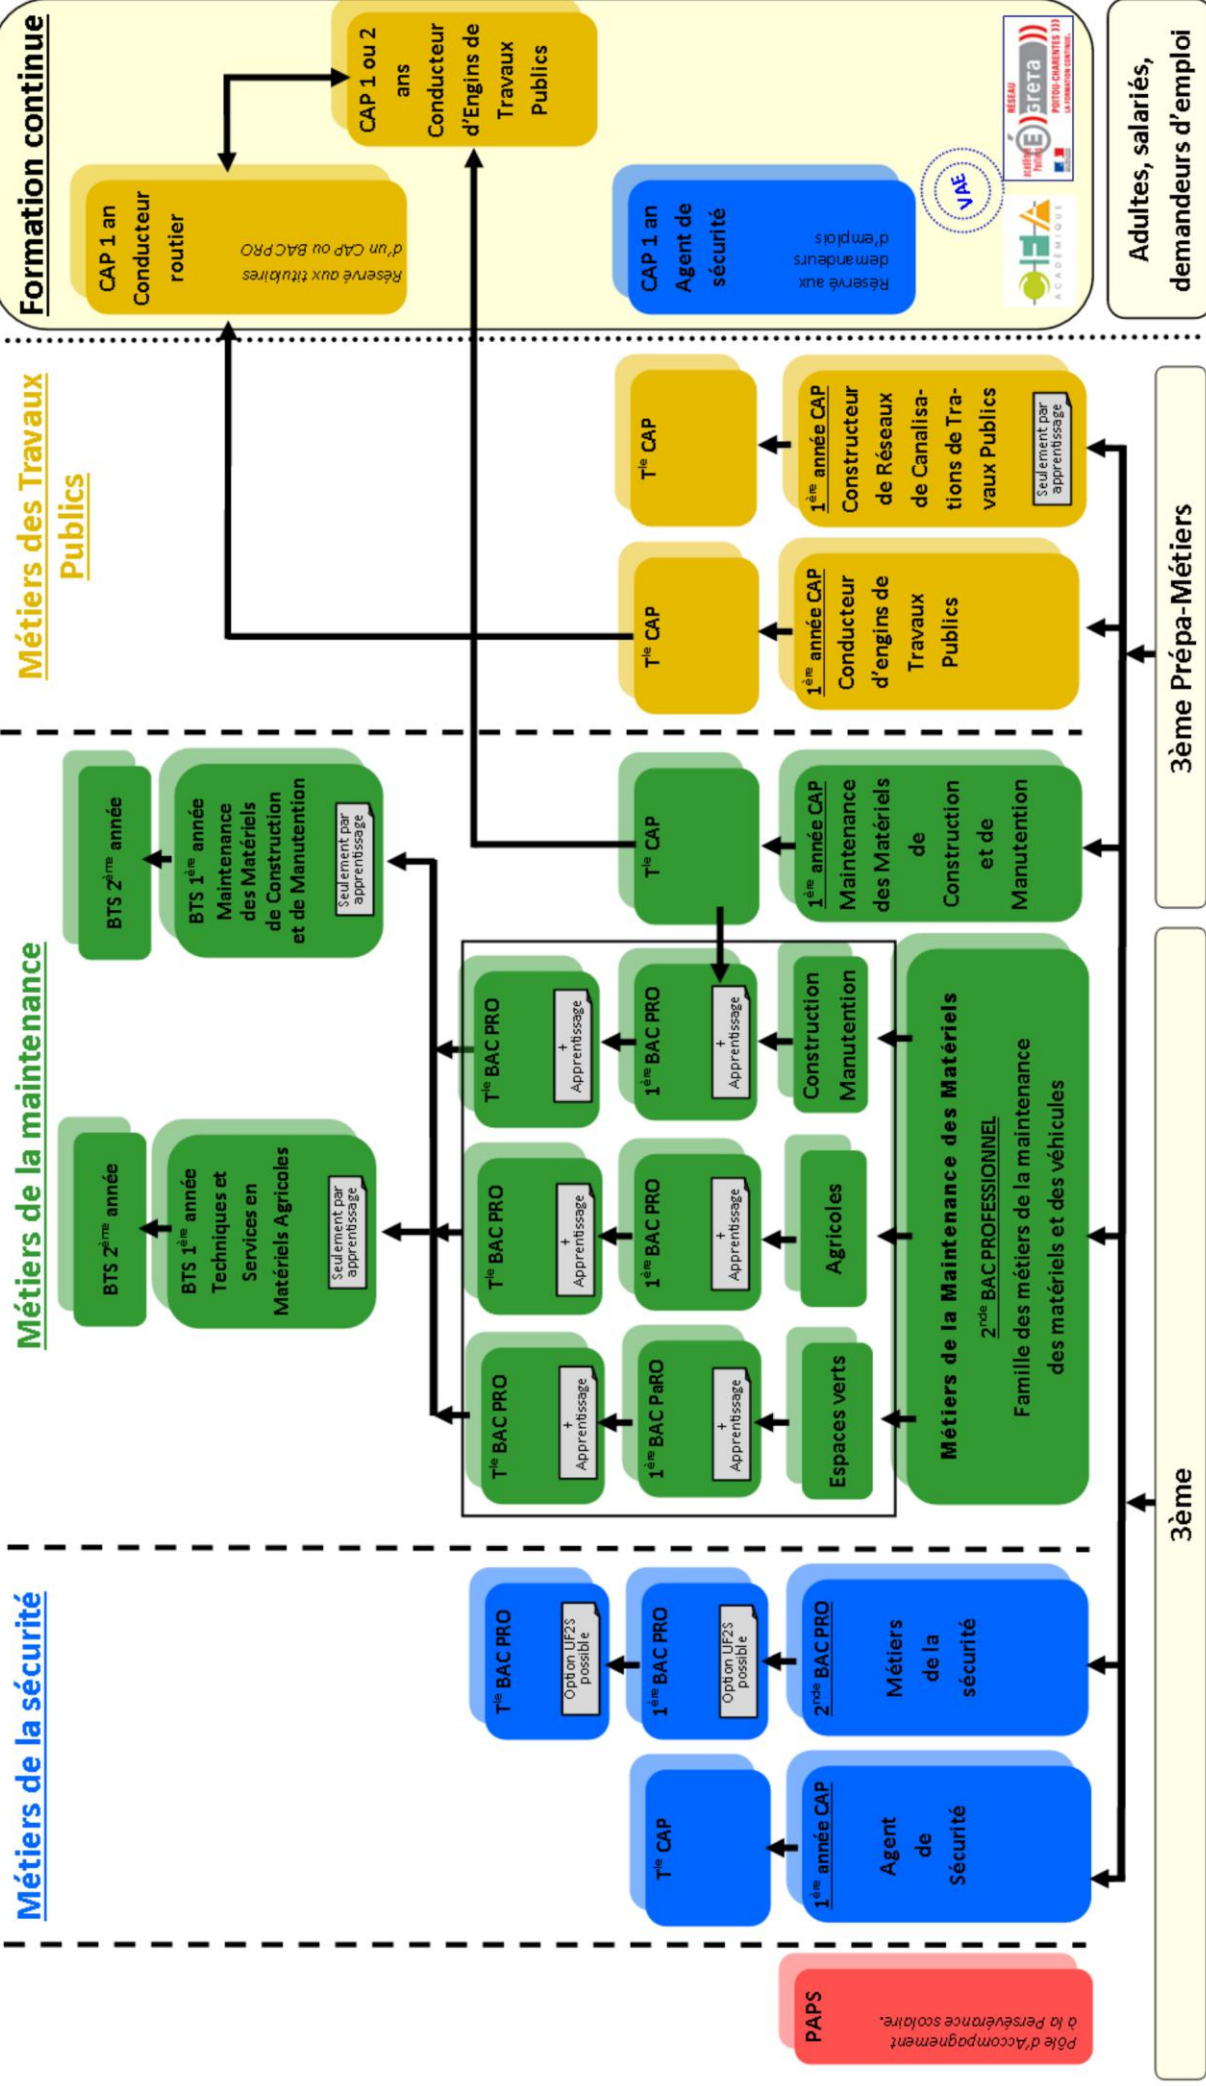 Métiers de la sécurité
Métiers de la maintenance
Métiers des Travaux
Publics
Formation continue
PAPS
Pôle d'Accompagnement
à la Persévérance scolaire.
Tle CAP
1ère année CAP
Agent
de
Sécurité
Tle BAC PRO
Option UF2S
possible
1ère BAC PRO
Option UF2S
possible
2nde BAC PRO
Métiers
de la
sécurité
BTS 2ème année
BTS 1ère année
Techniques et
Services en
Matériels Agricoles
Seulement par
apprentissage
BTS 2ème année
BTS 1ère année
Maintenance
des Matériels
de Construction
et de Manutention
Seulement par
apprentissage
Tle BAC PRO
+
Apprentissage
1ère BAC PaRO
+
Apprentissage
Espaces verts
Tle BAC PRO
+
Apprentissage
1ère BAC PRO
+
Apprentissage
Agricoles
Tle BAC PRO
+
Apprentissage
1ère BAC PRO
+
Apprentissage
Construction
Manutention
Métiers de la Maintenance des Matériels
2nde BAC PROFESSIONNEL
Famille des métiers de la maintenance
des matériels et des véhicules
Tle CAP
1ère année CAP
Maintenance
des Matériels
de
Construction
et de
Manutention
Tle CAP
1ère année CAP
Conducteur
d'engins de
Travaux
Publics
Tle CAP
1ère année CAP
Constructeur
de Réseaux
de Canalisa-
tions de Tra-
vaux Publics
Seulement par
apprentissage
CAP 1 an
Conducteur
routier
Réservé aux titulaires
d'un CAP ou BAC PRO
CAP 1 ou 2
ans
Conducteur
d'Engins de
Travaux
Publics
CAP 1 an
Agent de
sécurité
Réservé aux
demandeurs
d'emplois
VAE
CFA
ACADÉMIQUE
RÉSEAU
GRETA
POITOU-CHARENTES
LA FORMATION CONTINUE.
académie
Poitiers
3ème
3ème Prépa-Métiers
Adultes, salariés,
demandeurs d'emploi